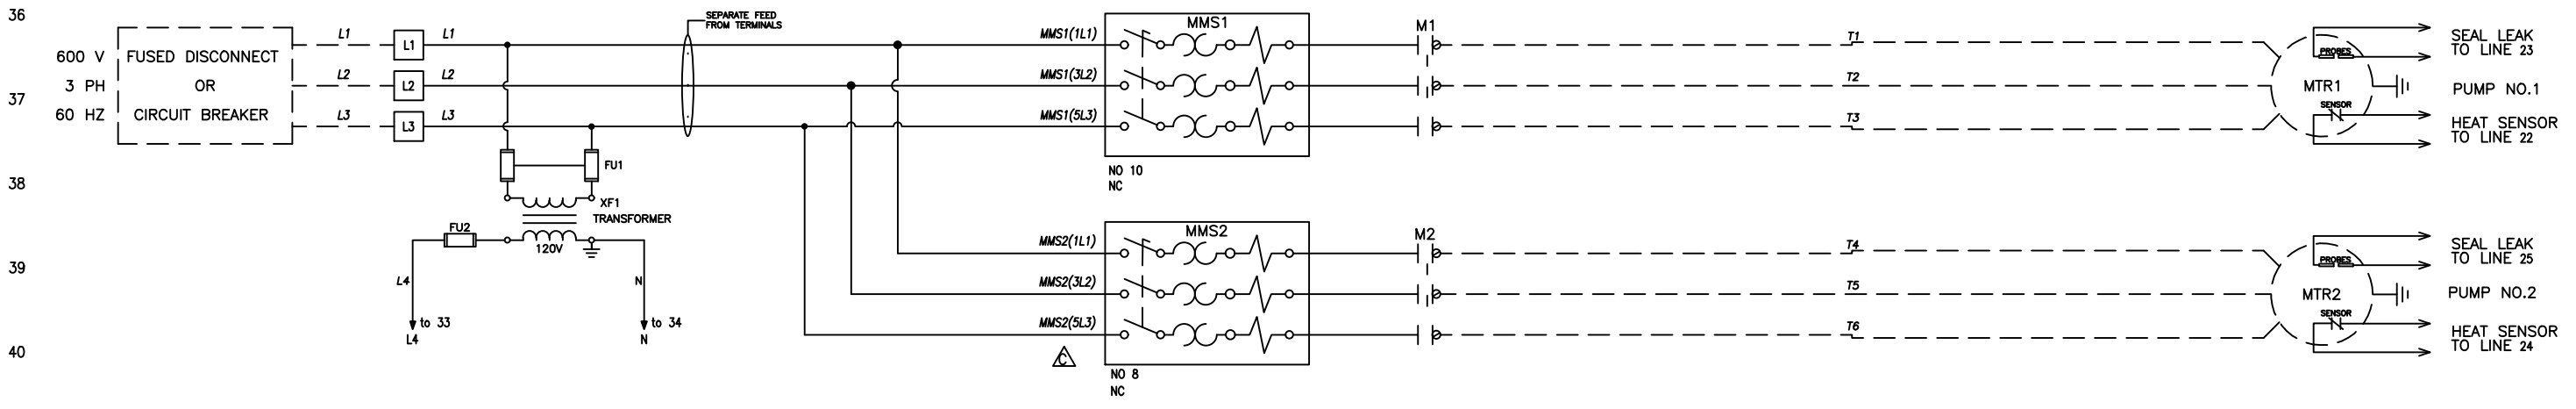 36
37
38
39
40
600 V
3 PH
60 HZ
FUSED DISCONNECT
OR
CIRCUIT BREAKER
L1
L2
L3
L1
L2
L3
L1
L2
L3
SEPARATE FEED
FROM TERMINALS
FU1
XF1
TRANSFORMER
120V
FU2
L4
to 33
L4
N
to 34
N
MMS1(1L1)
MMS1(3L2)
MMS1(5L3)
MMS1
NO 10
NC
M1
T1
T2
T3
PROBES
MTR1
SENSOR
SEAL LEAK
TO LINE 23
PUMP NO.1
HEAT SENSOR
TO LINE 22
MMS2(1L1)
MMS2(3L2)
MMS2(5L3)
C
MMS2
NO 8
NC
M2
T4
T5
T6
PROBES
MTR2
SENSOR
SEAL LEAK
TO LINE 25
PUMP NO.2
HEAT SENSOR
TO LINE 24